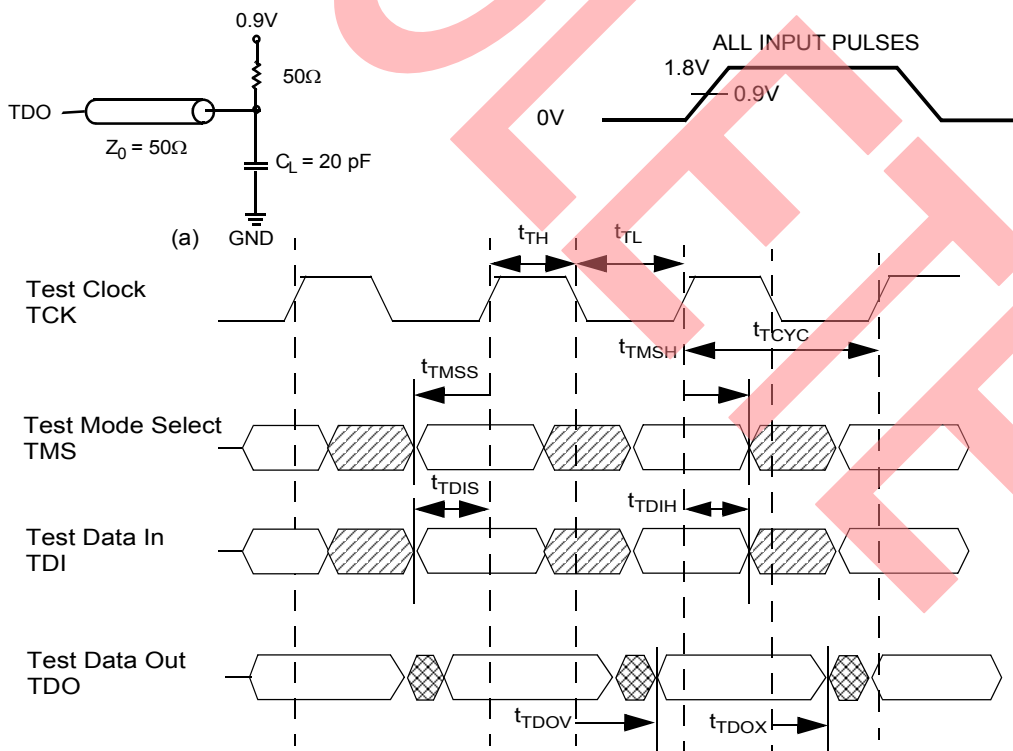 0.9V
50Ω
TDO
Z0 = 50Ω
CL = 20 pF
(a)
GND
ALL INPUT PULSES
1.8V
0.9V
0V
tTH
tTL
Test Clock
TCK
tTMSH
tTCYC
tTMSS
Test Mode Select
TMS
tTDIS
tTDIH
Test Data In
TDI
Test Data Out
TDO
tTDOV
tTDOX